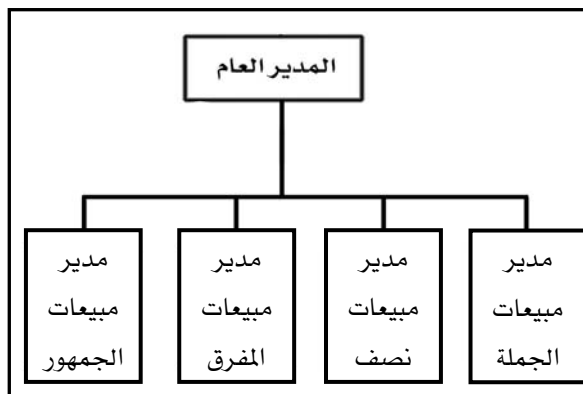 المدير العام
مدير
مبيعات
الجملة
مدير
مبيعات
نصف
مدير
مبيعات
المفرق
مدير
مبيعات
الجمهور